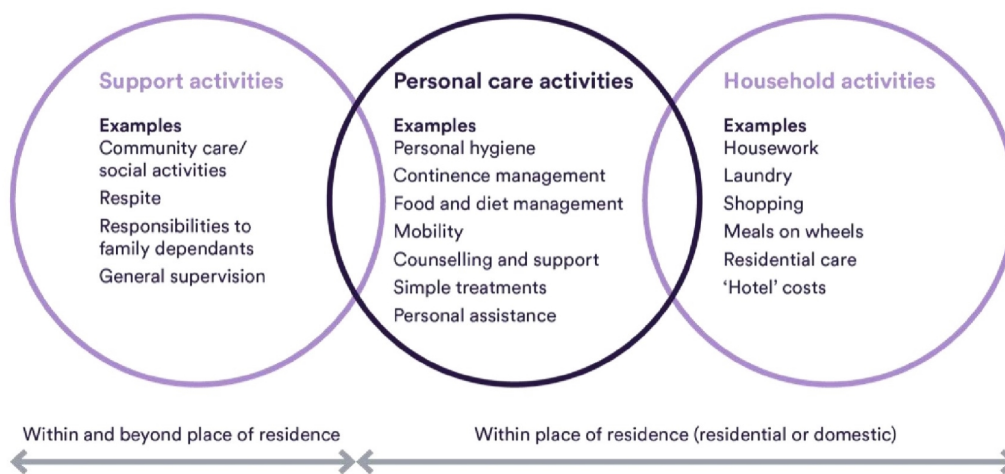 Support activities
Examples
Community care/
social activities
Respite
Responsibilities to
family dependants
General supervision
Personal care activities
Examples
Personal hygiene
Continence management
Food and diet management
Mobility
Counselling and support
Simple treatments
Personal assistance
Household activities
Examples
Housework
Laundry
Shopping
Meals on wheels
Residential care
‘Hotel’ costs
Within and beyond place of residence
Within place of residence (residential or domestic)